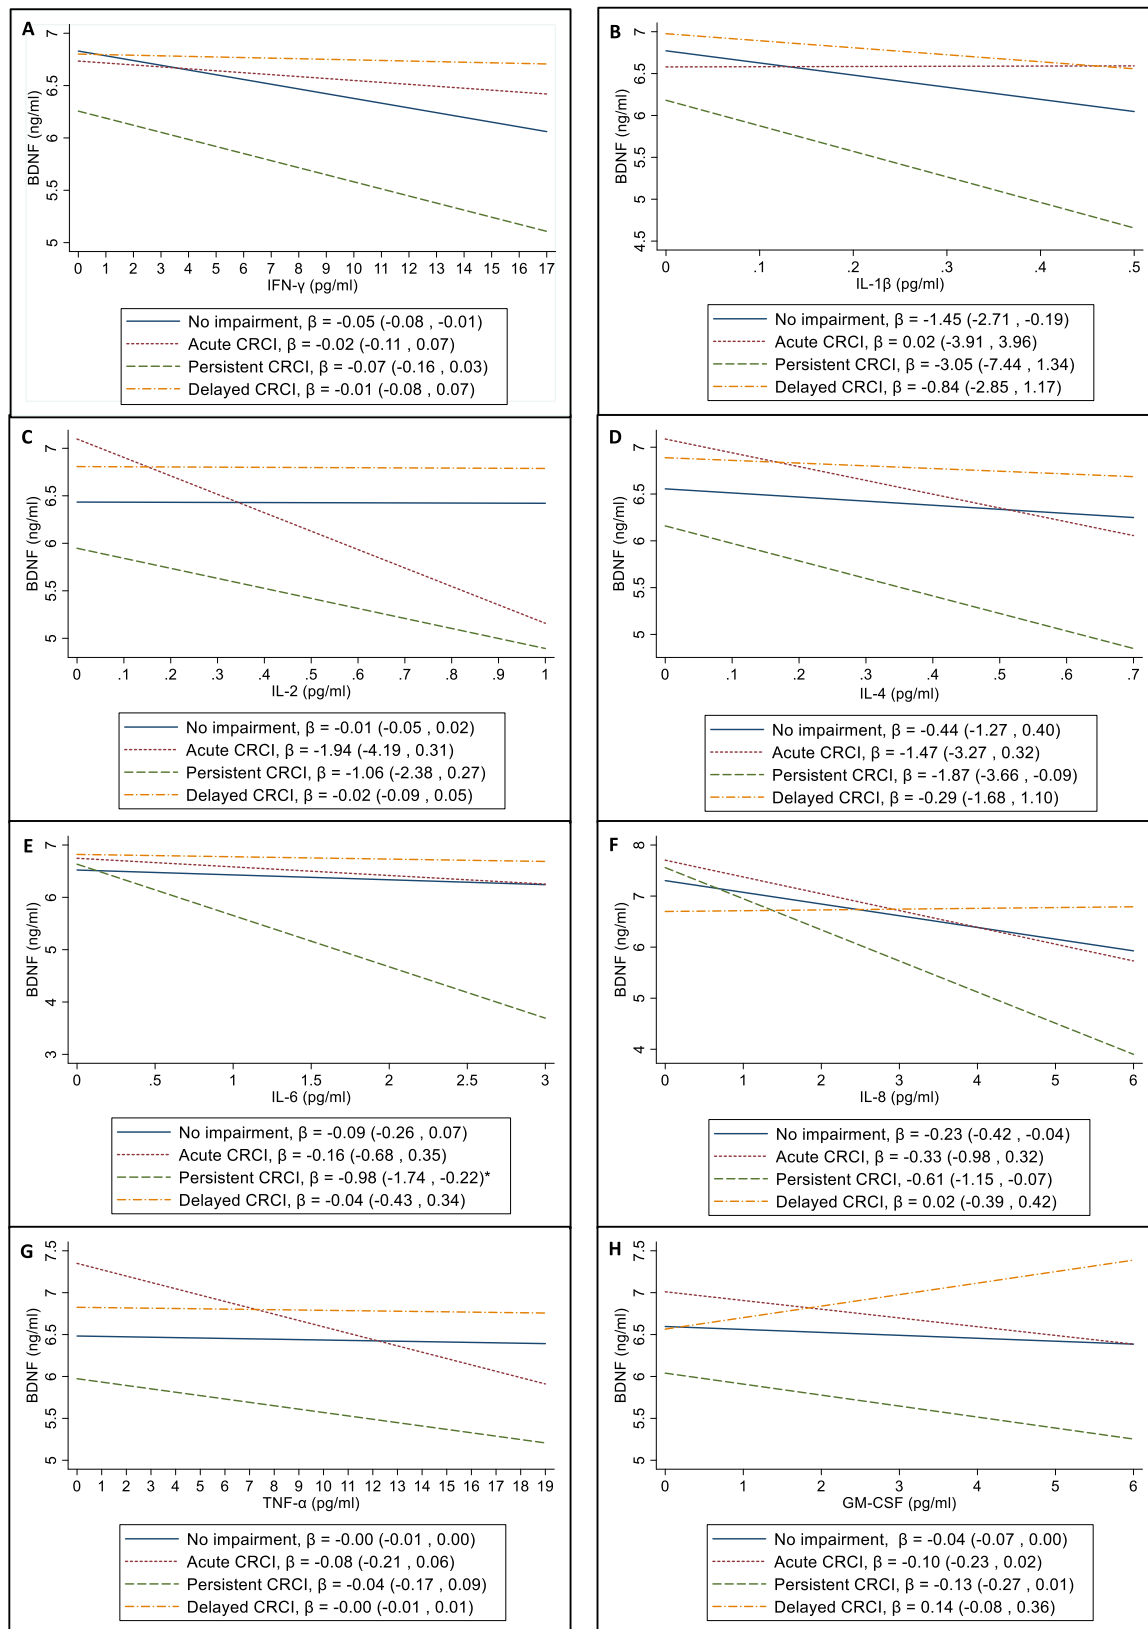 A
BDNF (ng/ml)
7
6.5
6
5.5
5
0 1 2 3 4 5 6 7 8 9 10 11 12 13 14 15 16 17
IFN-γ (pg/ml)
No impairment, β = -0.05 (-0.08 , -0.01)
Acute CRCI, β = -0.02 (-0.11 , 0.07)
Persistent CRCI, β = -0.07 (-0.16 , 0.03)
Delayed CRCI, β = -0.01 (-0.08 , 0.07)
B
BDNF (ng/ml)
7
6.5
6
5.5
5
4.5
0 .1 .2 .3 .4 .5
IL-1β (pg/ml)
No impairment, β = -1.45 (-2.71 , -0.19)
Acute CRCI, β = 0.02 (-3.91 , 3.96)
Persistent CRCI, β = -3.05 (-7.44 , 1.34)
Delayed CRCI, β = -0.84 (-2.85 , 1.17)
C
BDNF (ng/ml)
7
6.5
6
5.5
5
0 .1 .2 .3 .4 .5 .6 .7 .8 .9 1
IL-2 (pg/ml)
No impairment, β = -0.01 (-0.05 , 0.02)
Acute CRCI, β = -1.94 (-4.19 , 0.31)
Persistent CRCI, β = -1.06 (-2.38 , 0.27)
Delayed CRCI, β = -0.02 (-0.09 , 0.05)
D
BDNF (ng/ml)
7
6.5
6
5.5
5
0 .1 .2 .3 .4 .5 .6 .7
IL-4 (pg/ml)
No impairment, β = -0.44 (-1.27 , 0.40)
Acute CRCI, β = -1.47 (-3.27 , 0.32)
Persistent CRCI, β = -1.87 (-3.66 , -0.09)
Delayed CRCI, β = -0.29 (-1.68 , 1.10)
E
BDNF (ng/ml)
7
6
5
4
3
0 .5 1 1.5 2 2.5 3
IL-6 (pg/ml)
No impairment, β = -0.09 (-0.26 , 0.07)
Acute CRCI, β = -0.16 (-0.68 , 0.35)
Persistent CRCI, β = -0.98 (-1.74 , -0.22)*
Delayed CRCI, β = -0.04 (-0.43 , 0.34)
F
BDNF (ng/ml)
8
7
6
5
4
0 1 2 3 4 5 6
IL-8 (pg/ml)
No impairment, β = -0.23 (-0.42 , -0.04)
Acute CRCI, β = -0.33 (-0.98 , 0.32)
Persistent CRCI, -0.61 (-1.15 , -0.07)
Delayed CRCI, β = 0.02 (-0.39 , 0.42)
G
BDNF (ng/ml)
7.5
7
6.5
6
5.5
5
0 1 2 3 4 5 6 7 8 9 10 11 12 13 14 15 16 17 18 19
TNF-α (pg/ml)
No impairment, β = -0.00 (-0.01 , 0.00)
Acute CRCI, β = -0.08 (-0.21 , 0.06)
Persistent CRCI, β = -0.04 (-0.17 , 0.09)
Delayed CRCI, β = -0.00 (-0.01 , 0.01)
H
BDNF (ng/ml)
7.5
7
6.5
6
5.5
5
0 1 2 3 4 5 6
GM-CSF (pg/ml)
No impairment, β = -0.04 (-0.07 , 0.00)
Acute CRCI, β = -0.10 (-0.23 , 0.02)
Persistent CRCI, β = -0.13 (-0.27 , 0.01)
Delayed CRCI, β = 0.14 (-0.08 , 0.36)